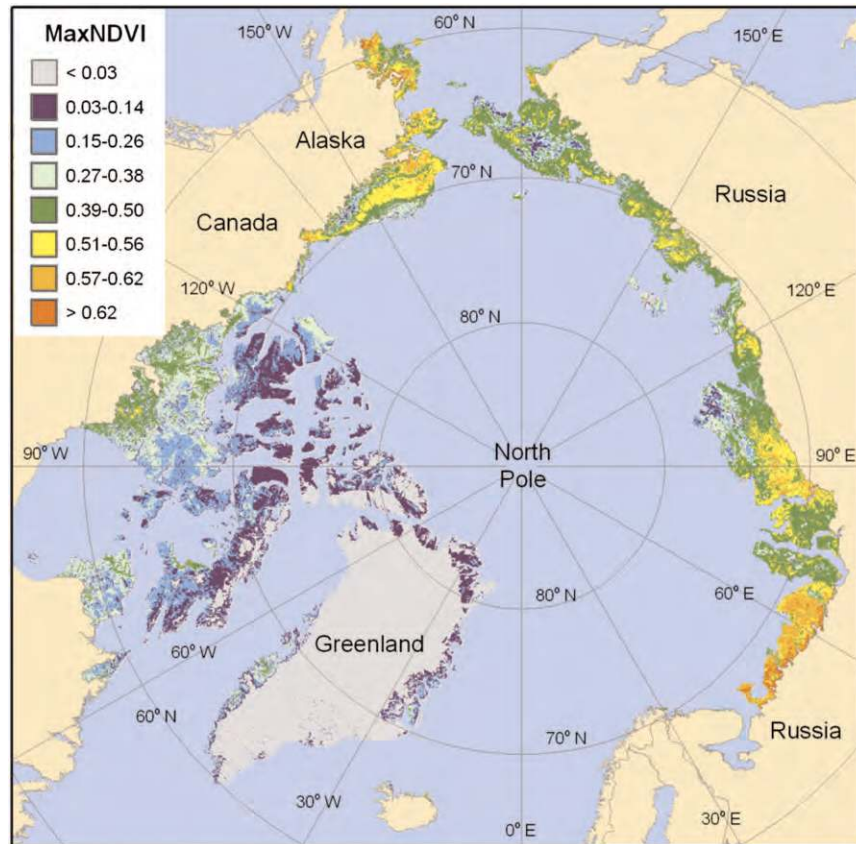 MaxNDVI
< 0.03
0.03-0.14
0.15-0.26
0.27-0.38
0.39-0.50
0.51-0.56
0.57-0.62
> 0.62
150° W
60° N
150° E
Alaska
70° N
Russia
Canada
120° W
120° E
80° N
90° W
North
Pole
90° E
80° N
60° E
60° W
Greenland
60° N
70° N
Russia
30° W
0° E
30° E